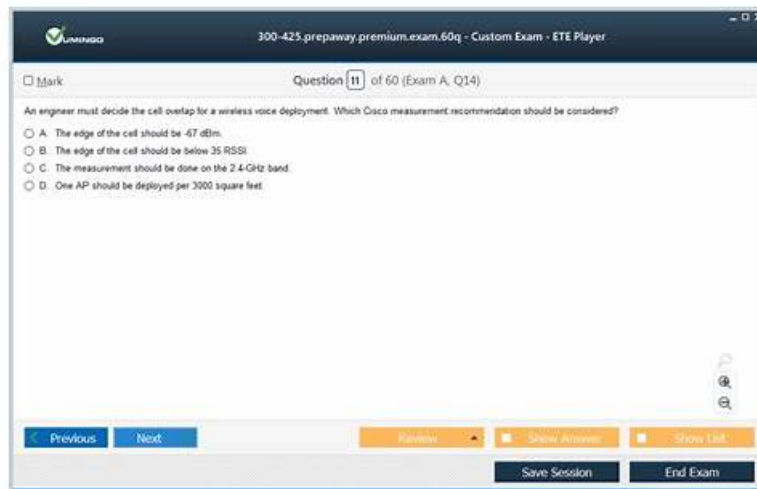 VUMINGO
300-425.prepaway.premium.exam.60q - Custom Exam - ETE Player
Mark
Question 11 of 60 (Exam A, Q14)
An engineer must decide the cell overlap for a wireless voice deployment. Which Cisco measurement recommendation should be considered?
A. The edge of the cell should be -67 dBm.
B. The edge of the cell should be below 35 RSSI.
C. The measurement should be done on the 2.4-GHz band.
D. One AP should be deployed per 3000 square feet.
Previous
Next
Review
Show Answer
Show List
Save Session
End Exam